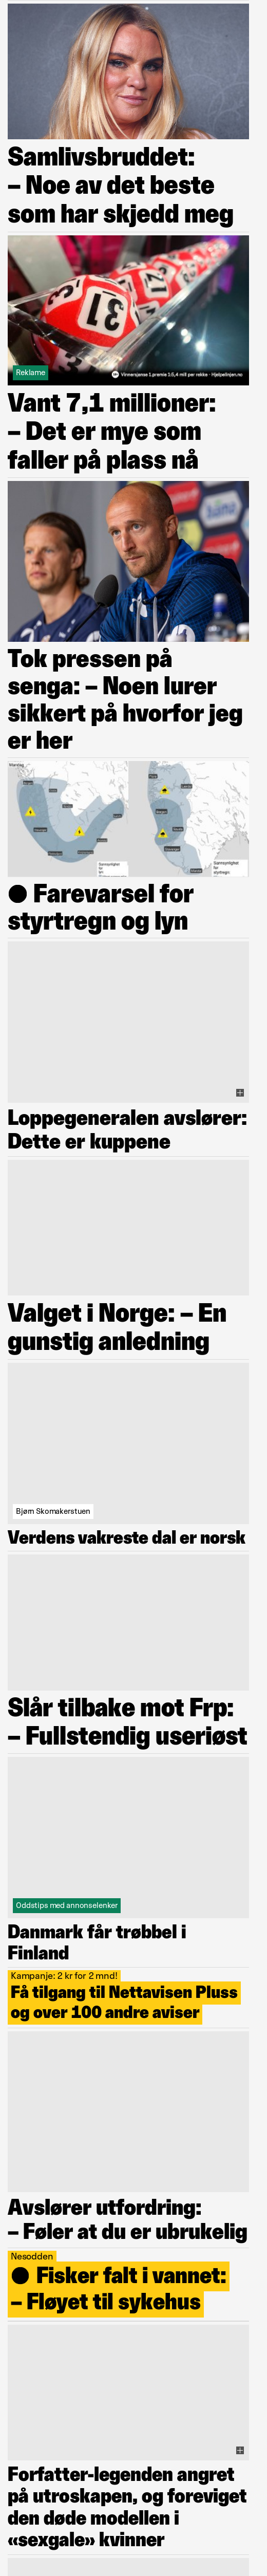 Samlivsbruddet:
– Noe av det beste
som har skjedd meg
31
Reklame
Vinnersjanse 1.premie 1:5,4 mill per rekke - Hjelpelinjen.no
Vant 7,1 millioner:
– Det er mye som
faller på plass nå
Tok pressen på
senga: – Noen lurer
sikkert på hvorfor jeg
er her
Mandag
● Farevarsel for
styrtregn og lyn
Loppegeneralen avslører:
Dette er kuppene
Valget i Norge: – En
gunstig anledning
Bjørn Skomakerstuen
Verdens vakreste dal er norsk
Slår tilbake mot Frp:
– Fullstendig useriøst
Oddstips med annonselenker
Danmark får trøbbel i
Finland
Kampanje: 2 kr for 2 mnd!
Få tilgang til Nettavisen Pluss
og over 100 andre aviser
Avslører utfordring:
– Føler at du er ubrukelig
Nesodden
● Fisker falt i vannet:
– Fløyet til sykehus
Forfatter-legenden angret
på utroskapen, og foreviget
den døde modellen i
«sexgale» kvinner